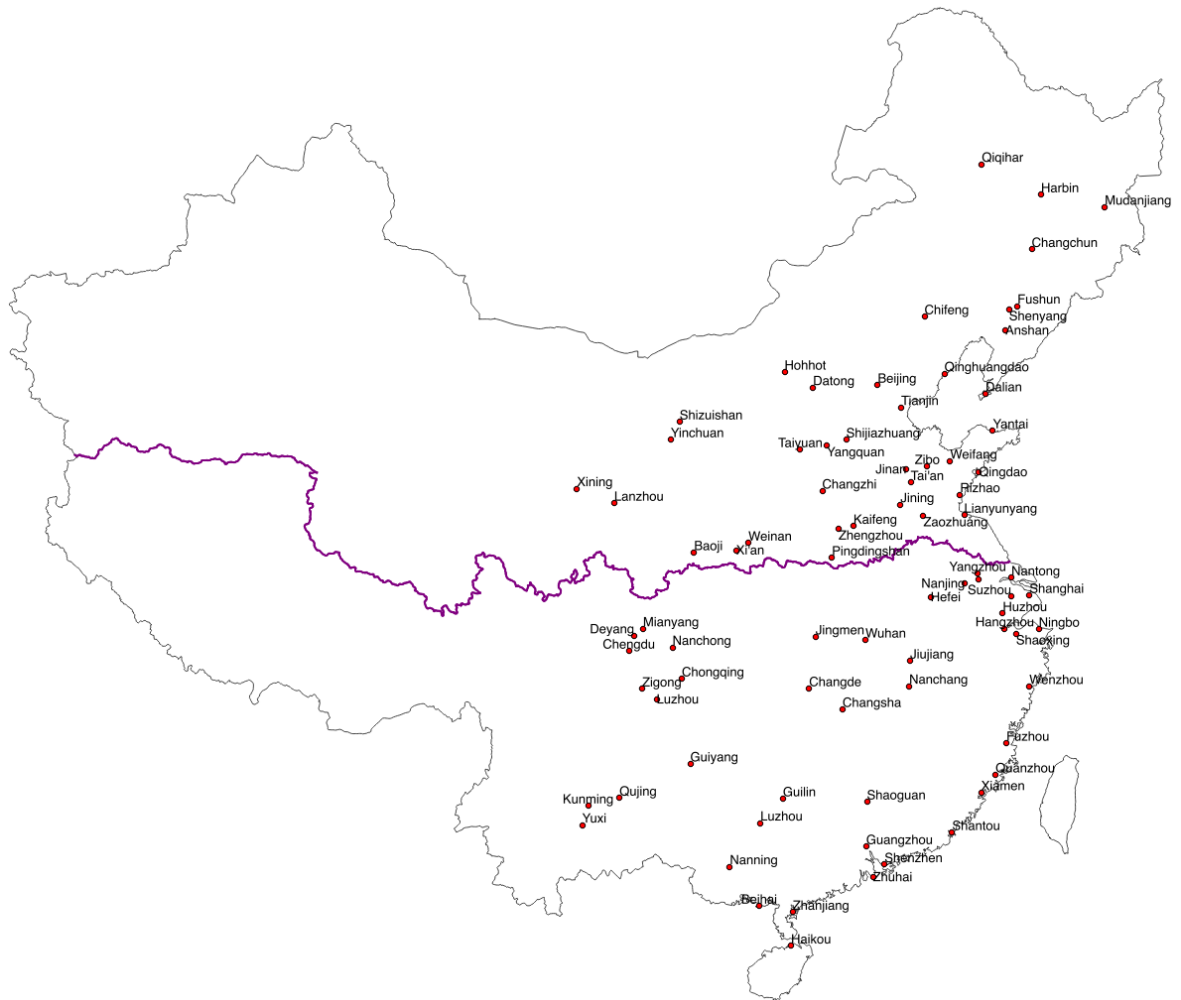 Qiqihar
Harbin
Mudanjiang
Changchun
Fushun
Chifeng
Shenyang
Anshan
Hohhot
Qinghuangdao
Datong
Beijing
Dalian
Tianjin
Shizuishan
Yantai
Yinchuan
Shijiazhuang
Taiyuan
Yangquan
Weifang
Zibo
Jinan
Qingdao
Tai'an
Xining
Changzhi
Rizhao
Lanzhou
Jining
Lianyunyang
Kaifeng
Zaozhuang
Zhengzhou
Weinan
Baoji
Xi'an
Pingdingshan
Yangzhou
Nantong
Nanjing
Suzhou
Shanghai
Hefei
Huzhou
Mianyang
Hangzhou
Ningbo
Deyang
Jingmen
Wuhan
Shaoxing
Chengdu
Nanchong
Jiujiang
Chongqing
Zigong
Changde
Nanchang
Wenzhou
Luzhou
Changsha
Fuzhou
Guiyang
Quanzhou
Xiamen
Qujing
Guilin
Shaoguan
Kunming
Yuxi
Luzhou
Shantou
Guangzhou
Nanning
Shenzhen
Zhuhai
Beihai
Zhanjiang
Haikou